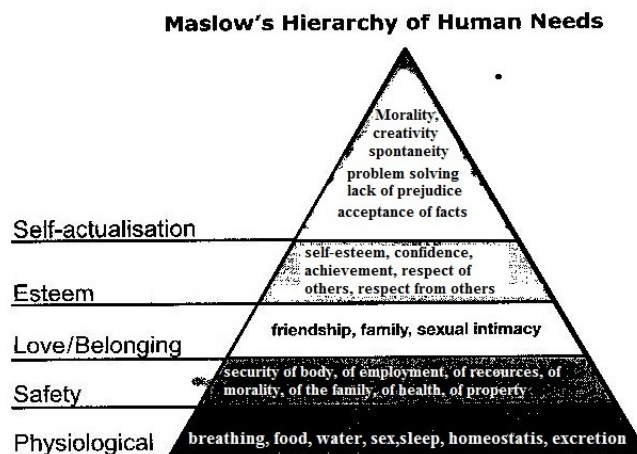 Maslow's Hierarchy of Human Needs
Morality,
creativity
spontaneity
problem solving
lack of prejudice
acceptance of facts
Self-actualisation
self-esteem, confidence,
achievement, respect of
others, respect from others
Esteem
friendship, family, sexual intimacy
Love/Belonging
security of body, of employment, of recources, of
morality, of the family, of health, of property
Safety
Physiological
breathing, food, water, sex,sleep, homeostatis, excretion